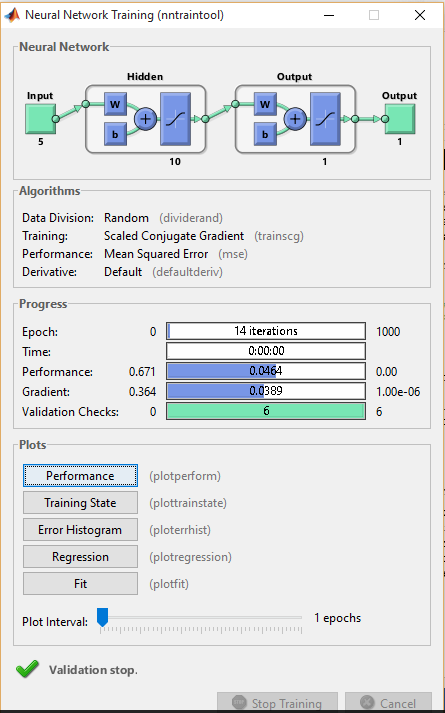 Neural Network Training (nntraintool)
Neural Network
Hidden Output
Input Output
W W
b b
+ +
5 10 1 1
Algorithms
Data Division: Random (dividerand)
Training: Scaled Conjugate Gradient (trainscg)
Performance: Mean Squared Error (mse)
Derivative: Default (defaultderiv)
Progress
Epoch: 0 14 iterations 1000
Time: 0:00:00
Performance: 0.671 0.0464 0.00
Gradient: 0.364 0.0389 1.00e-06
Validation Checks: 0 6 6
Plots
Performance (plotperform)
Training State (plottrainstate)
Error Histogram (ploterrhist)
Regression (plotregression)
Fit (plotfit)
Plot Interval: 1 epochs
Validation stop.
Stop Training Cancel